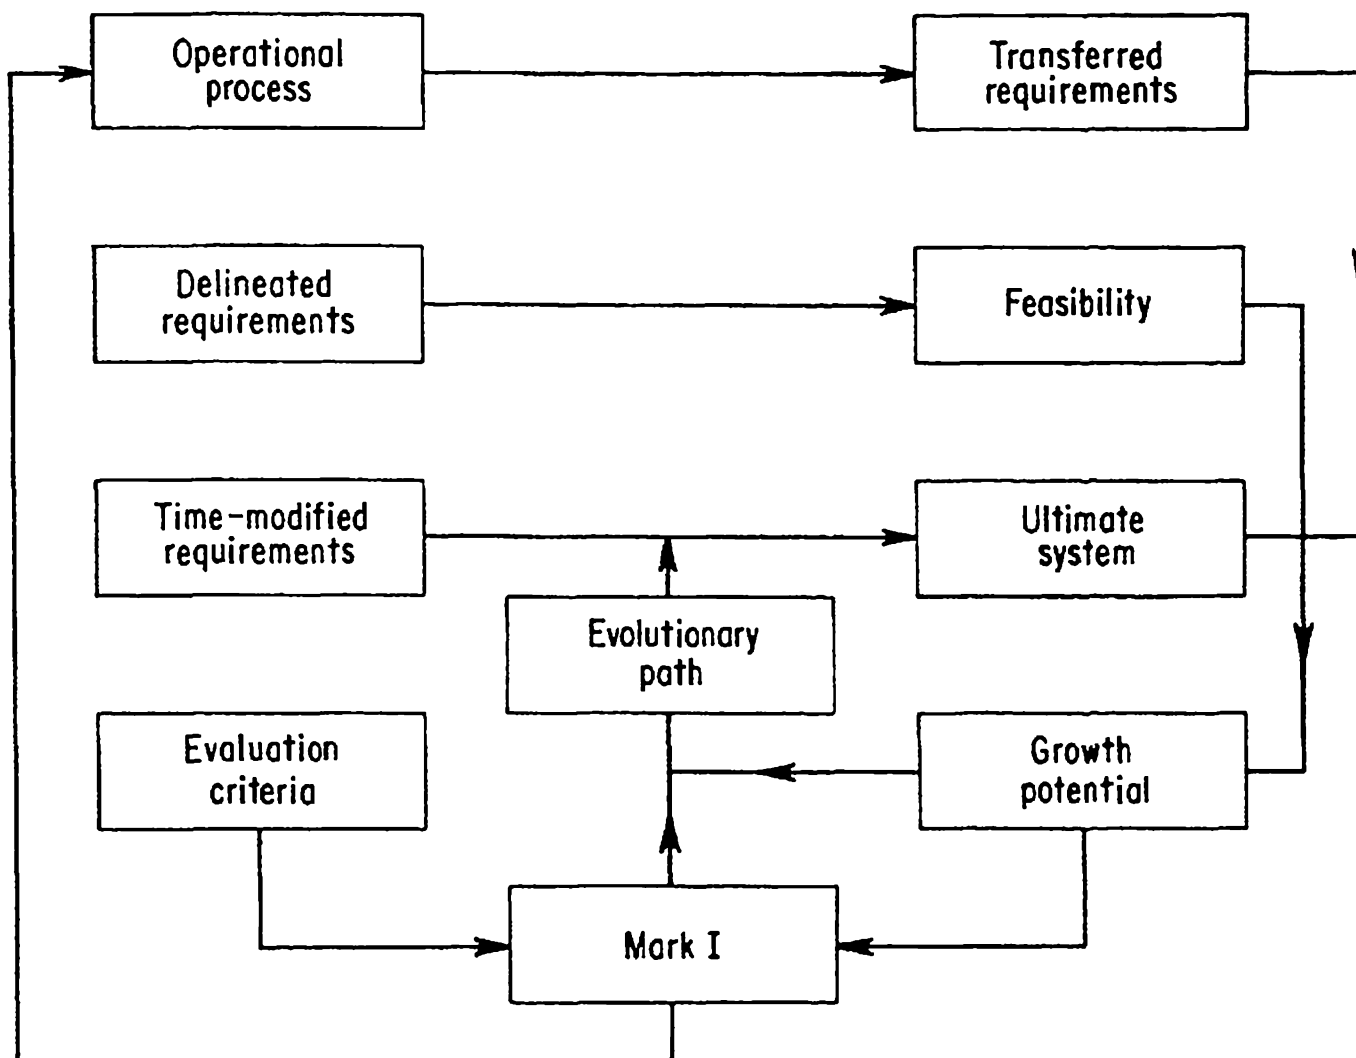 Operational
process
Transferred
requirements
Delineated
requirements
Feasibility
Time-modified
requirements
Ultimate
system
Evolutionary
path
Evaluation
criteria
Growth
potential
Mark I